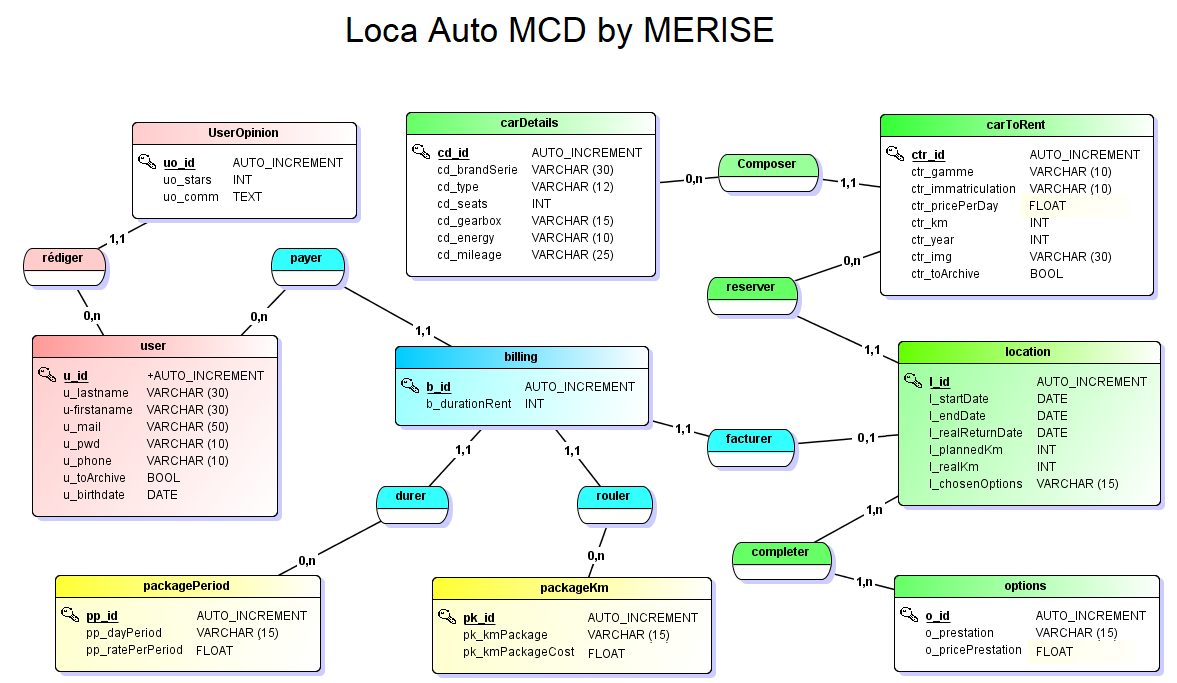 Loca Auto MCD by MERISE
UserOpinion
uo_id AUTO_INCREMENT
uo_stars INT
uo_comm TEXT
carDetails
cd_id AUTO_INCREMENT
cd_brandSerie VARCHAR (30)
cd_type VARCHAR (12)
cd_seats INT
cd_gearbox VARCHAR (15)
cd_energy VARCHAR (10)
cd_mileage VARCHAR (25)
0,n
Composer
1,1
carToRent
ctr_id AUTO_INCREMENT
ctr_gamme VARCHAR (10)
ctr_immatriculation VARCHAR (10)
ctr_pricePerDay FLOAT
ctr_km INT
ctr_year INT
ctr_img VARCHAR (30)
ctr_toArchive BOOL
1,1
rédiger
0,n
payer
0,n
1,1
0,n
reserver
1,1
user
u_id +AUTO_INCREMENT
u_lastname VARCHAR (30)
u-firstaname VARCHAR (30)
u_mail VARCHAR (50)
u_pwd VARCHAR (10)
u_phone VARCHAR (10)
u_toArchive BOOL
u_birthdate DATE
billing
b_id AUTO_INCREMENT
b_durationRent INT
1,1
facturer
0,1
location
l_id AUTO_INCREMENT
l_startDate DATE
l_endDate DATE
l_realReturnDate DATE
l_plannedKm INT
l_realKm INT
l_chosenOptions VARCHAR (15)
1,1
durer
0,n
1,1
rouler
0,n
1,n
completer
1,n
packagePeriod
pp_id AUTO_INCREMENT
pp_dayPeriod VARCHAR (15)
pp_ratePerPeriod FLOAT
packageKm
pk_id AUTO_INCREMENT
pk_kmPackage VARCHAR (15)
pk_kmPackageCost FLOAT
options
o_id AUTO_INCREMENT
o_prestation VARCHAR (15)
o_pricePrestation FLOAT